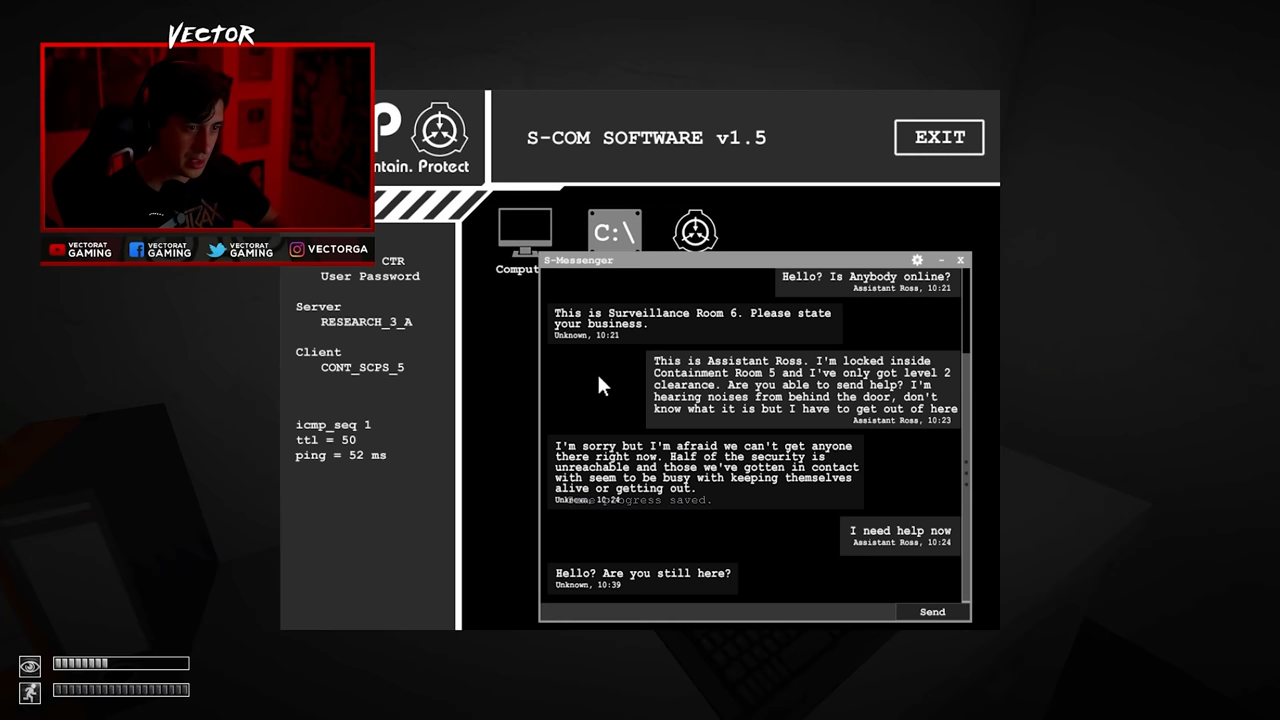 VECTOR
VECTORAT
GAMING
VECTORAT
GAMING
VECTORAT
GAMING
VECTORGA
P
ntain. Protect
S-COM SOFTWARE v1.5
EXIT
CTR
User Password
Server
RESEARCH_3_A
Client
CONT_SCPS_5
icmp_seq 1
ttl = 50
ping = 52 ms
C:\
Comput
S-Messenger
- X
Hello? Is Anybody online?
Assistant Ross, 10:21
This is Surveillance Room 6. Please state
your business.
Unknown, 10:21
This is Assistant Ross. I'm locked inside
Containment Room 5 and I've only got level 2
clearance. Are you able to send help? I'm
hearing noises from behind the door, don't
know what it is but I have to get out of here
Assistant Ross, 10:23
I'm sorry but I'm afraid we can't get anyone
there right now. Half of the security is
unreachable and those we've gotten in contact
with seem to be busy with keeping themselves
alive or getting out.
Unknown, 10:24
progress saved.
I need help now
Assistant Ross, 10:24
Hello? Are you still here?
Unknown, 10:39
Send